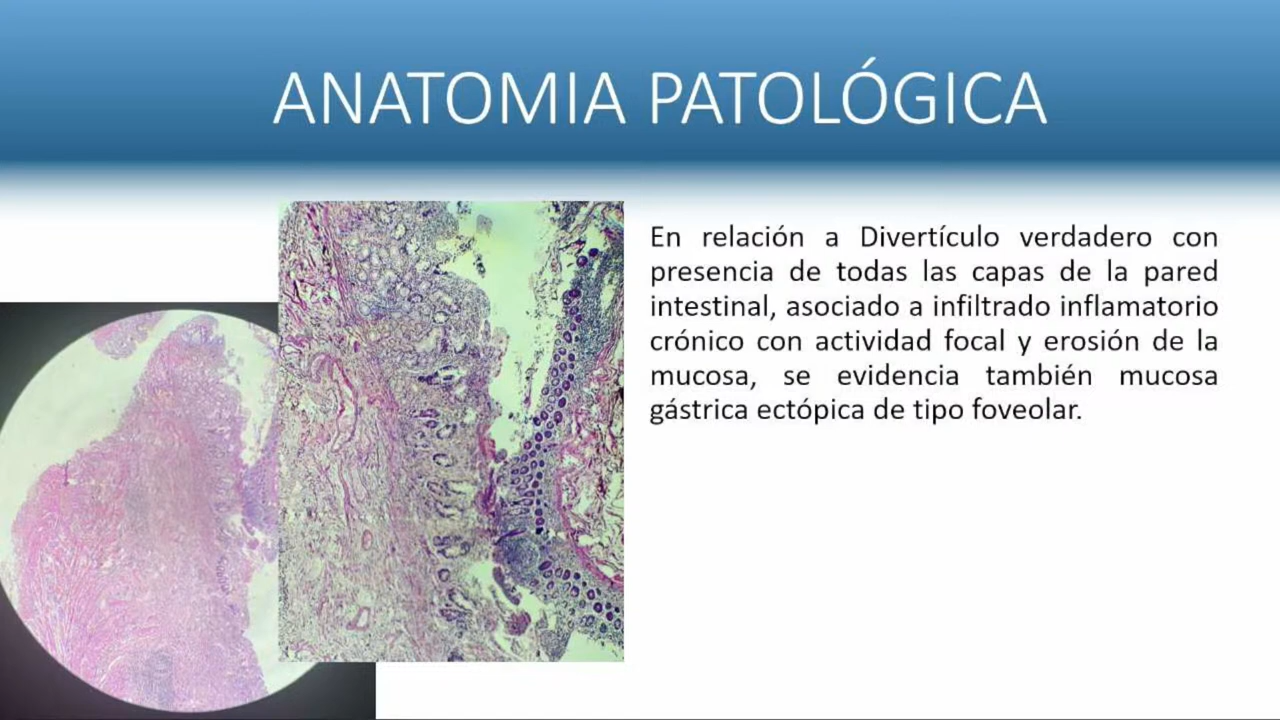 ANATOMIA PATOLÓGICA
En relación a Divertículo verdadero con
presencia de todas las capas de la pared
intestinal, asociado a infiltrado inflamatorio
crónico con actividad focal y erosión de la
mucosa, se evidencia también mucosa
gástrica ectópica de tipo foveolar.